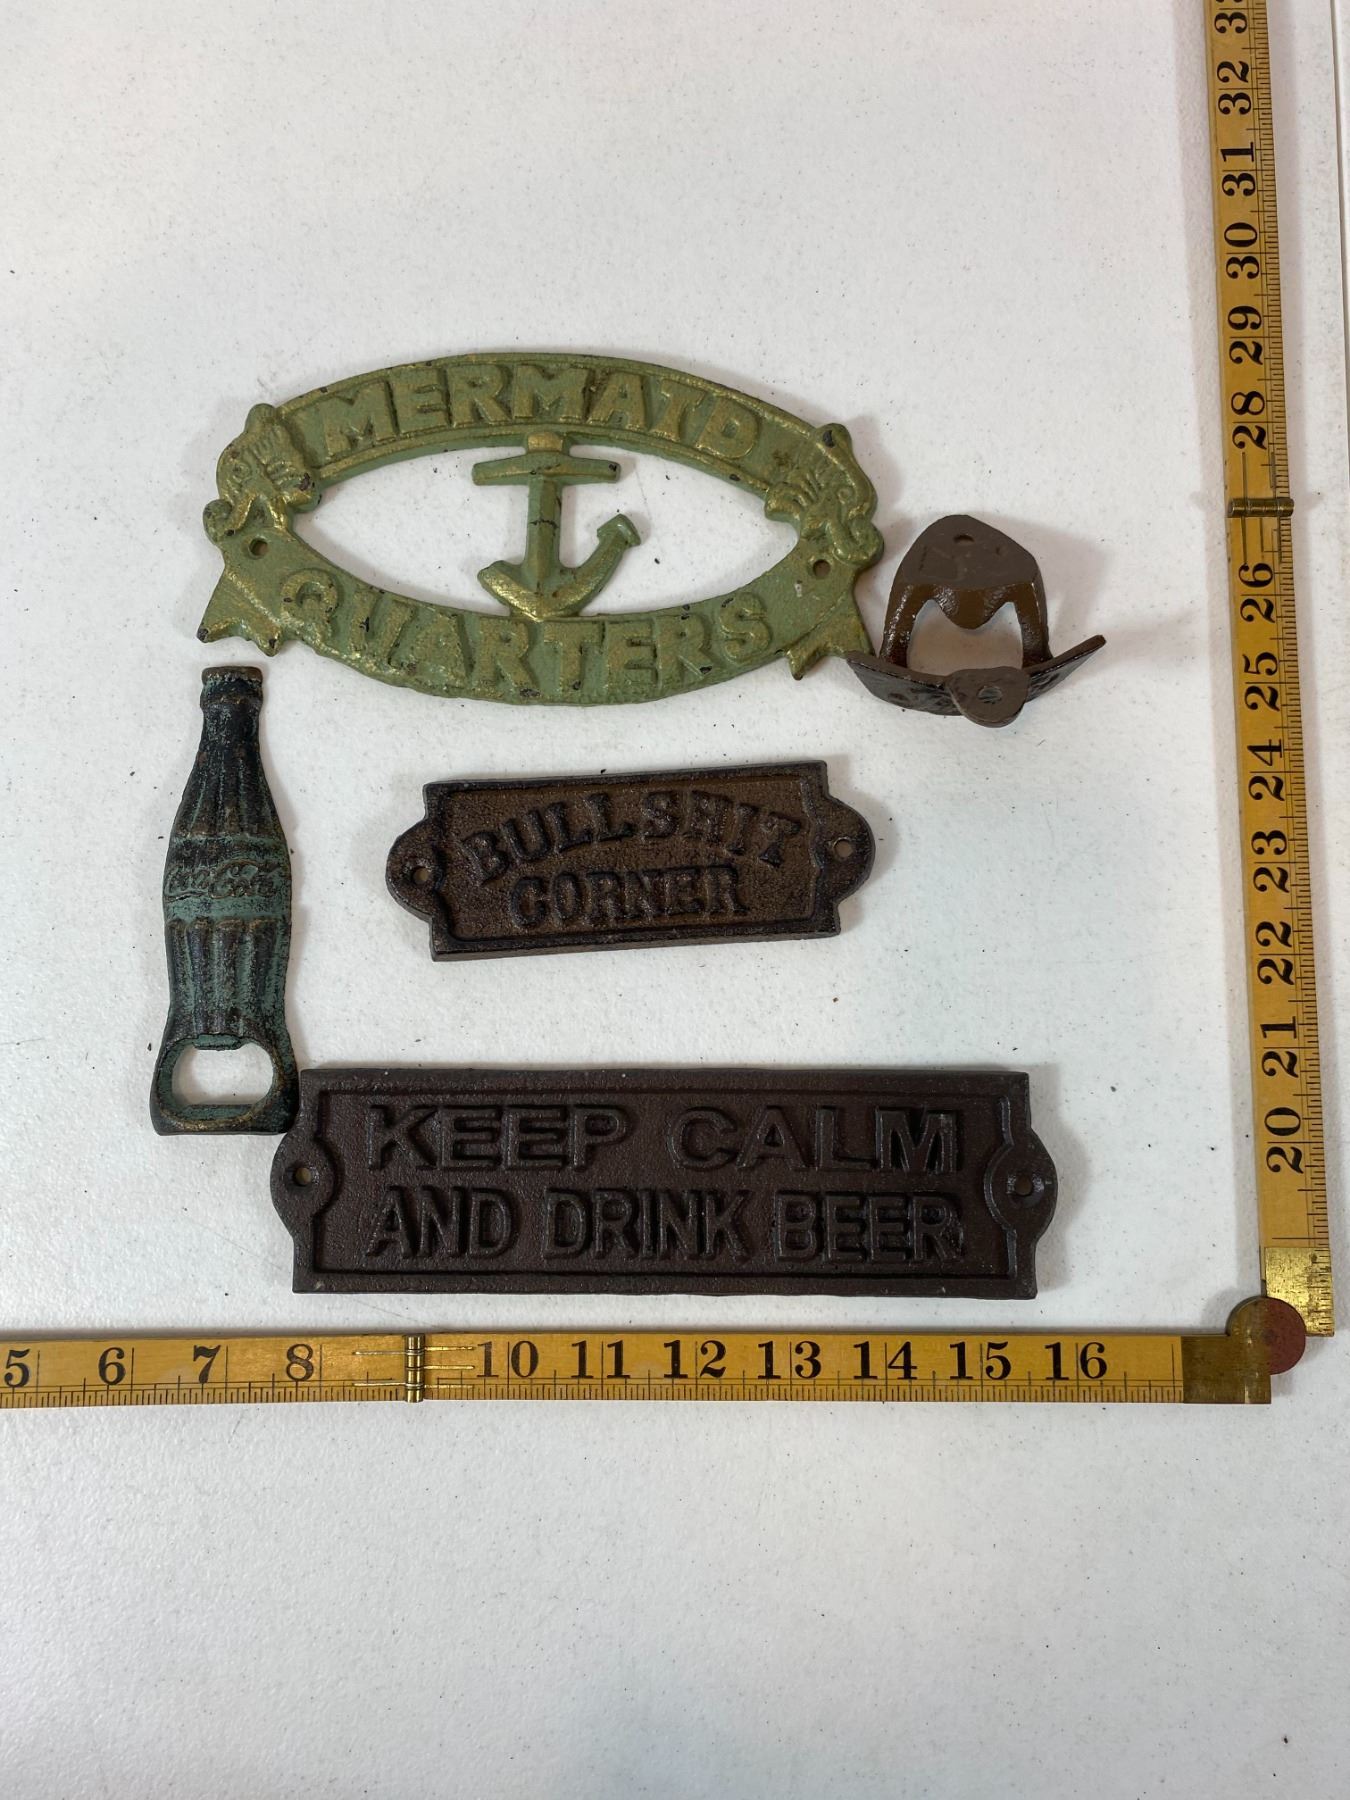 MERMAID
QUARTERS
Coca-Cola
BULLSHIT
CORNER
KEEP CALM
AND DRINK BEER
5 6 7 8 10 11 12 13 14 15 16
20 21 22 23 24 25 26 28 29 30 31 32